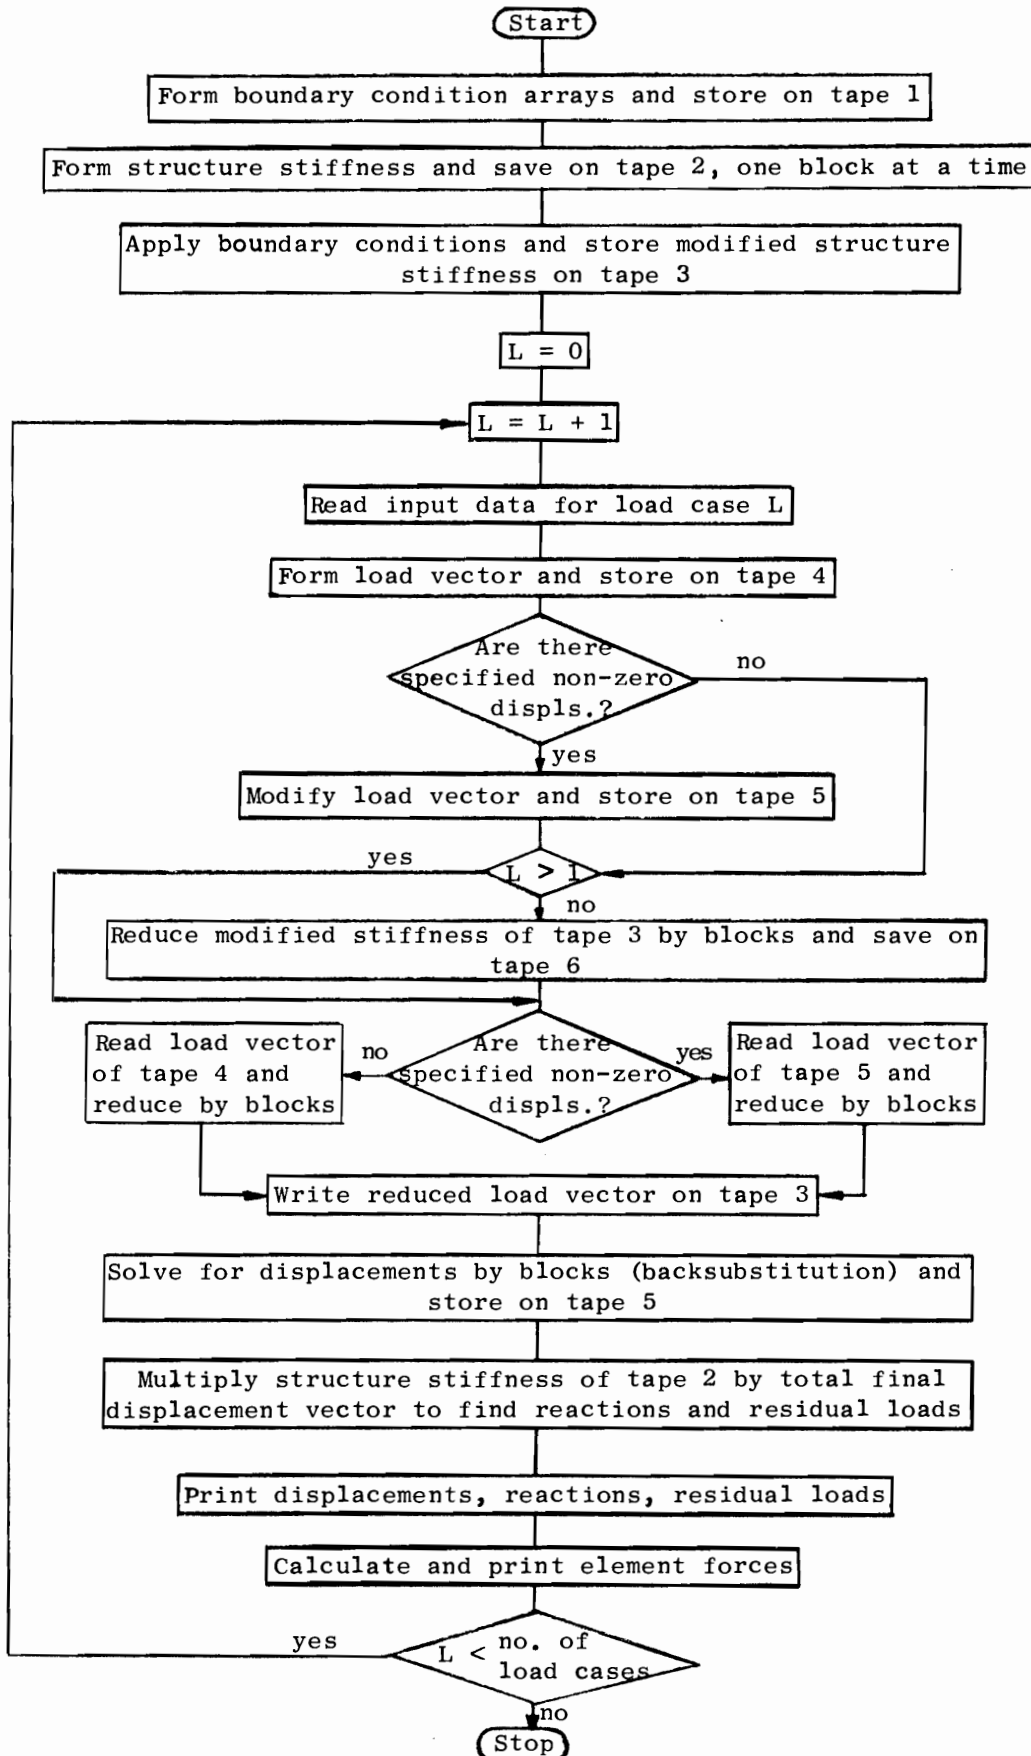 Start
Form boundary condition arrays and store on tape 1
Form structure stiffness and save on tape 2, one block at a time
Apply boundary conditions and store modified structure
stiffness on tape 3
L = 0
L = L + 1
Read input data for load case L
Form load vector and store on tape 4
Are there
specified non-zero
displs.?
no
yes
Modify load vector and store on tape 5
yes
L > 1
no
Reduce modified stiffness of tape 3 by blocks and save on
tape 6
Read load vector
of tape 4 and
reduce by blocks
no
Are there
specified non-zero
displs.?
yes
Read load vector
of tape 5 and
reduce by blocks
Write reduced load vector on tape 3
Solve for displacements by blocks (backsubstitution) and
store on tape 5
Multiply structure stiffness of tape 2 by total final
displacement vector to find reactions and residual loads
Print displacements, reactions, residual loads
Calculate and print element forces
yes
L < no. of
load cases
no
Stop